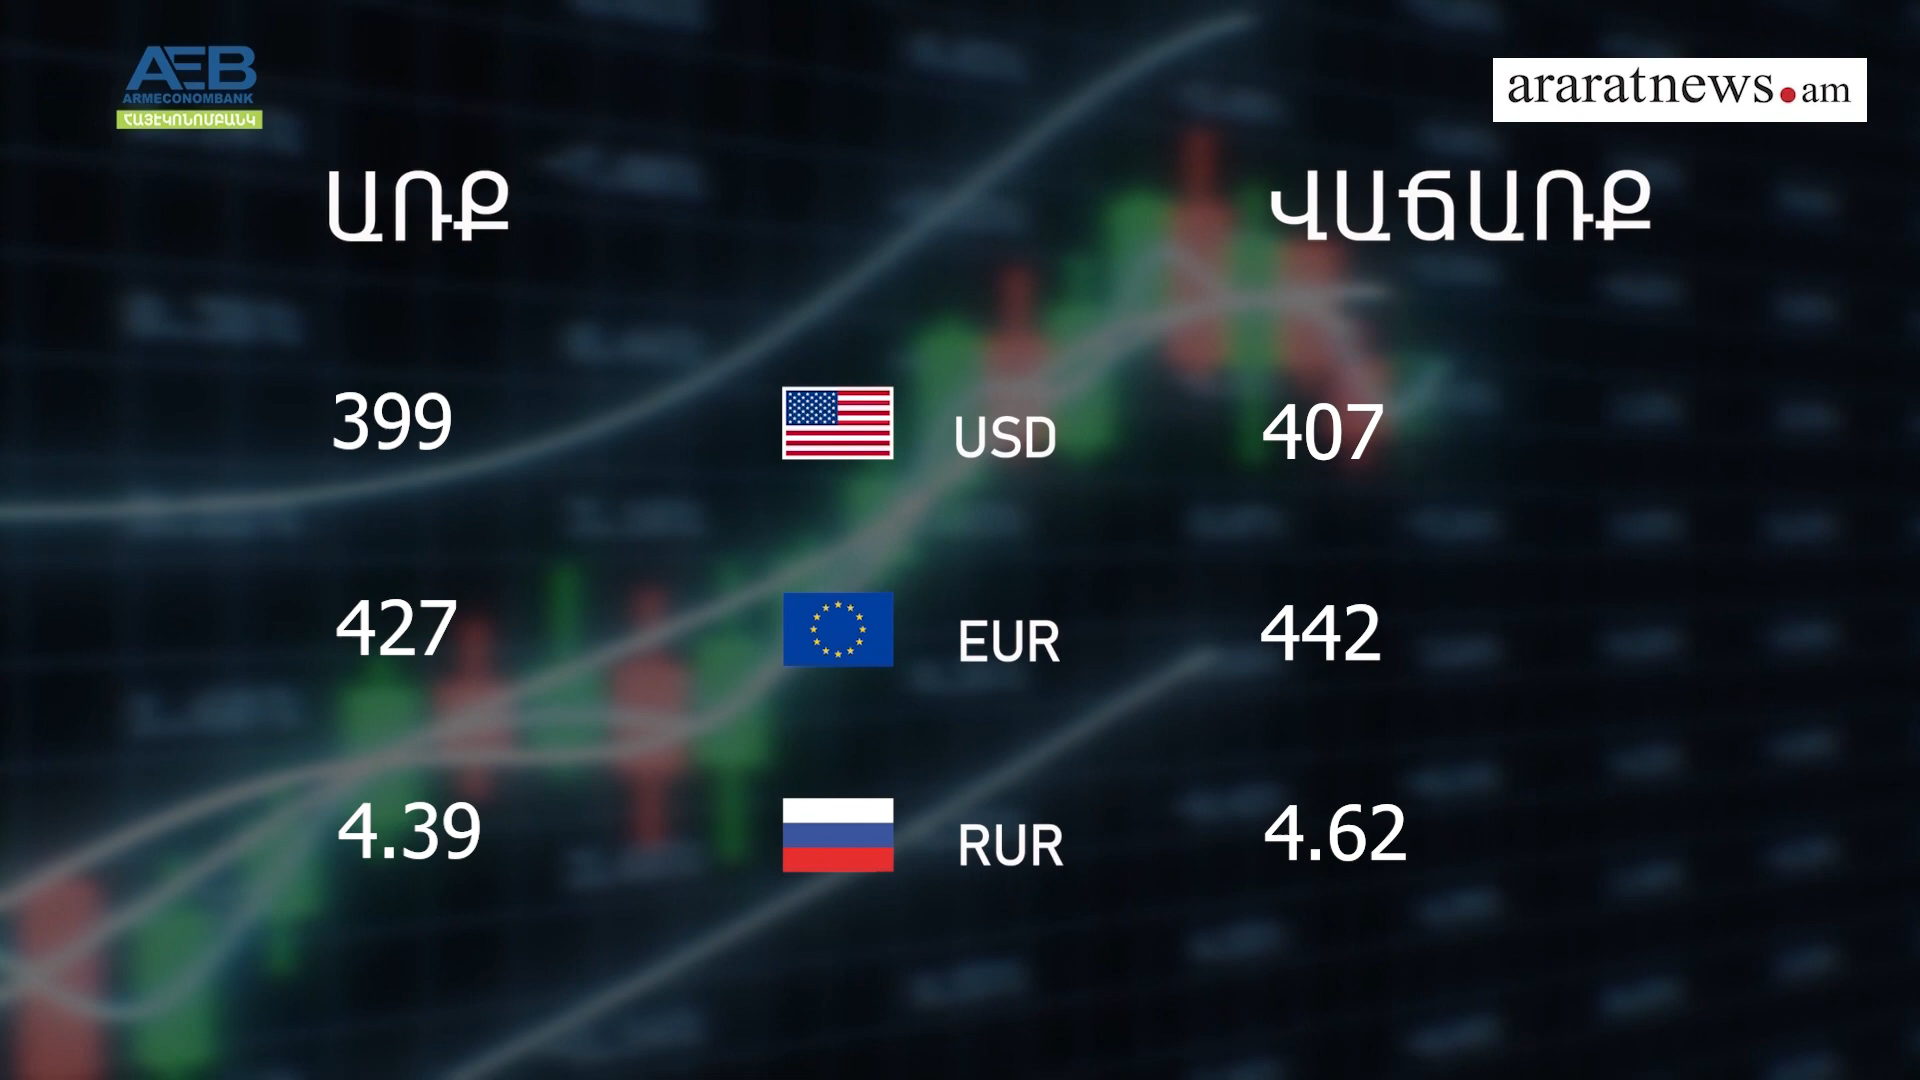 AEB
ARMECONOMBANK
ՀԱՅԷԿՈՆՈՄԲԱՆԿ
araratnews.am
ԱՌՔ
ՎԱՃԱՌՔ
399 USD 407
427 EUR 442
4.39 RUR 4.62